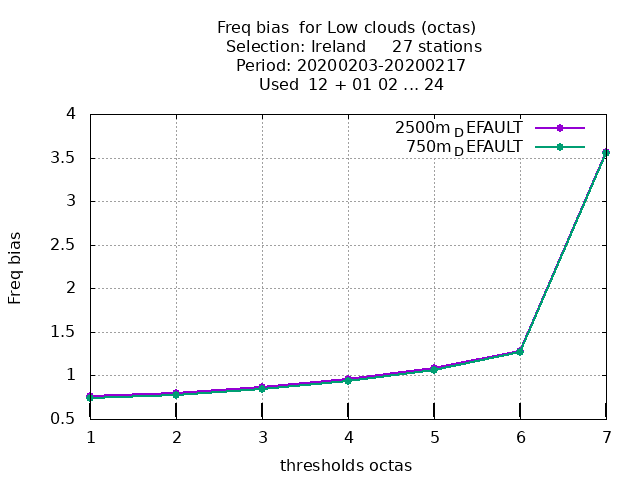 Freq bias  for Low clouds (octas)
Selection: Ireland     27 stations
Period: 20200203-20200217
Used  12 + 01 02 ... 24
4
3.5
3
2.5
2
1.5
1
0.5
Freq bias
2500m_DEFAULT
750m_DEFAULT
1 2 3 4 5 6 7
thresholds octas